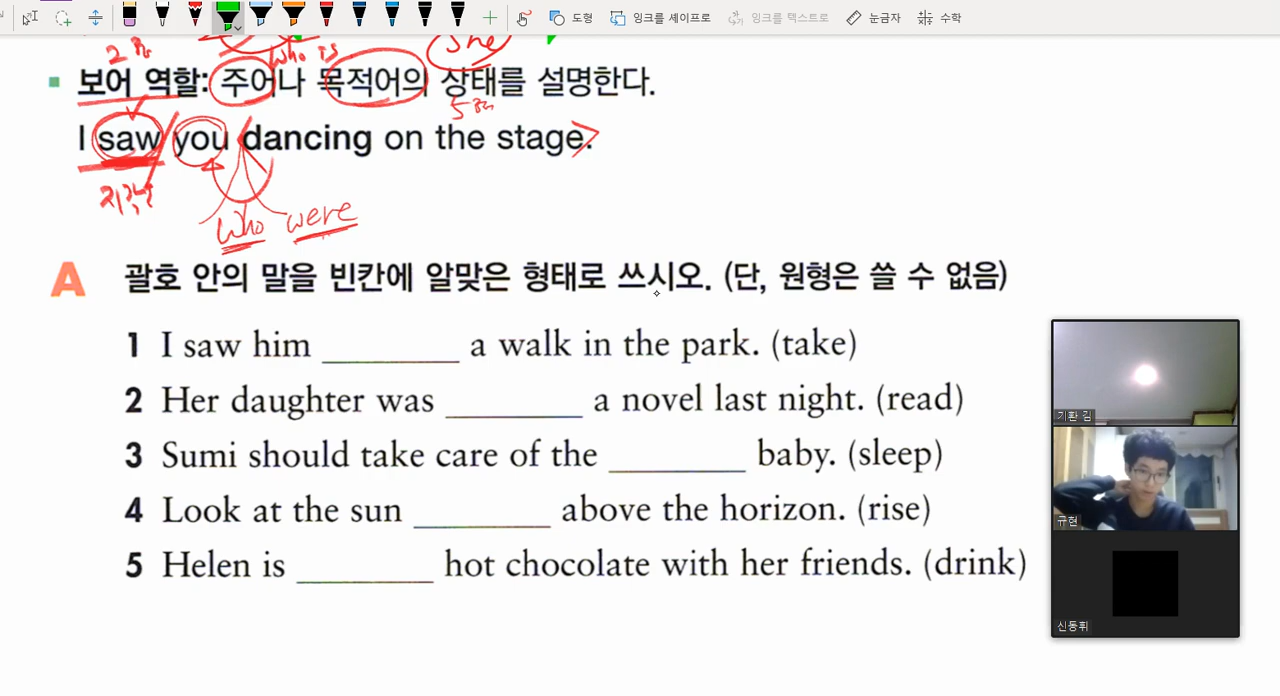 도형 잉크를 셰이프로 잉크를 텍스트로 눈금자 수학
who is she
보어 역할: 주어나 목적어의 상태를 설명한다.
I saw you dancing on the stage.
지각
who were
A 괄호 안의 말을 빈칸에 알맞은 형태로 쓰시오. (단, 원형은 쓸 수 없음)
1 I saw him ________ a walk in the park. (take)
2 Her daughter was ________ a novel last night. (read)
3 Sumi should take care of the ________ baby. (sleep)
4 Look at the sun ________ above the horizon. (rise)
5 Helen is ________ hot chocolate with her friends. (drink)
기환 김
규현
신동휘